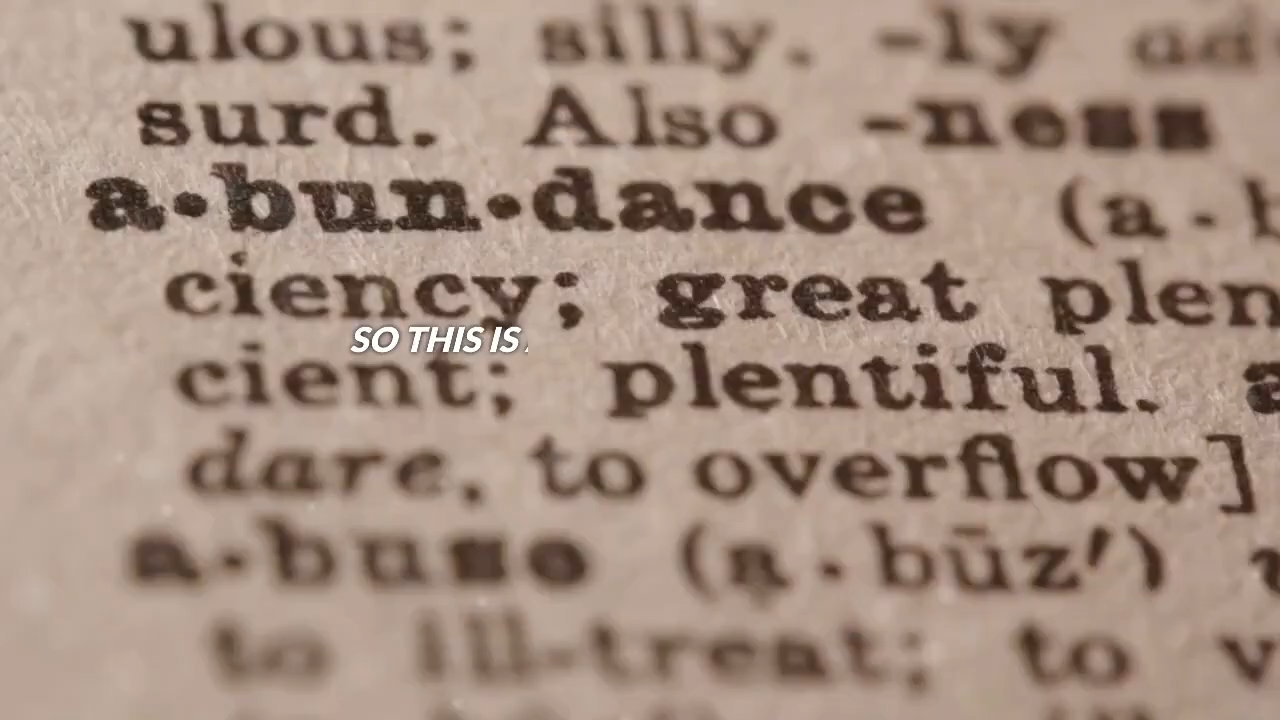 ulous; silly. -ly ad
surd. Also -ness
a·bun·dance (a·b
ciency; great plen
SO THIS IS
cient; plentiful. a
dare, to overflow]
a·buse (a·būz′) v
to ill-treat; to v